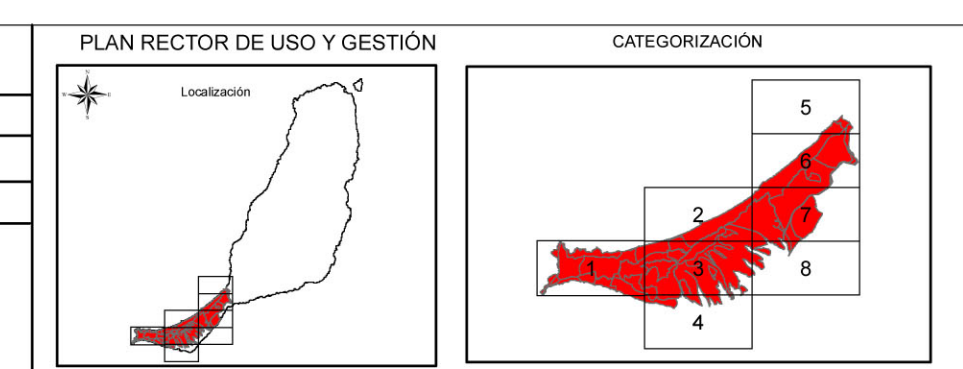 PLAN RECTOR DE USO Y GESTIÓN
N
W E
S
Localización
CATEGORIZACIÓN
5
6
2 7
1 3 8
4